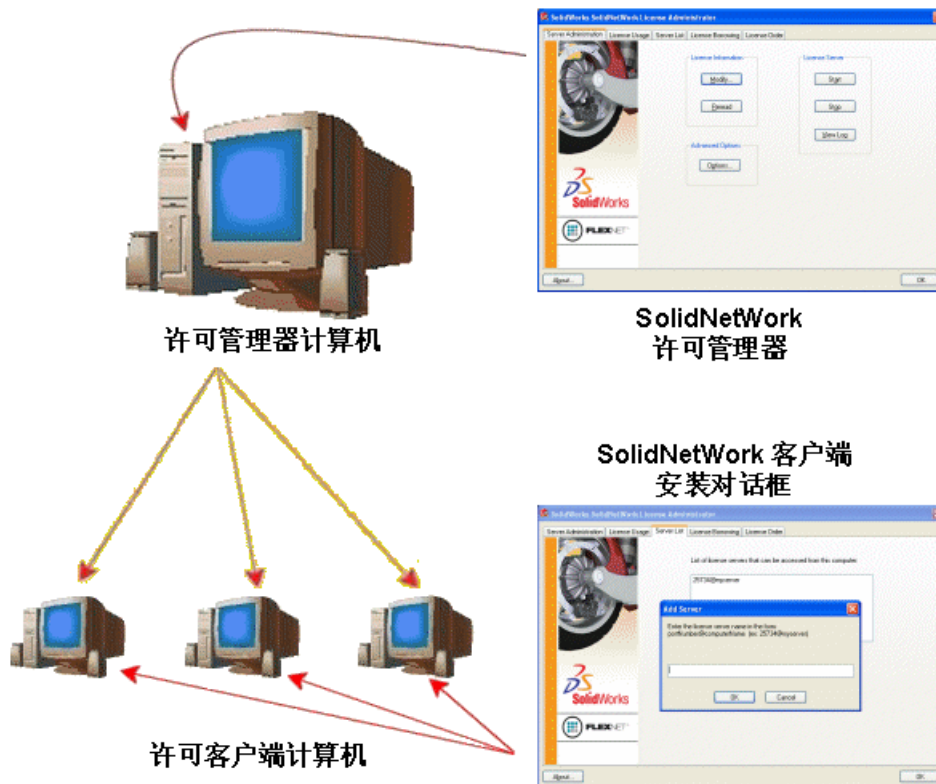 SolidWorks SolidNetWork License Administrator
Server Administration License Usage Server List License Borrowing License Order
License Information
Modify...
Reread
License Server
Start
Stop
View Log
Advanced Options
Options...
DS
SolidWorks
FLEXNET
About...
OK
许可管理器计算机
SolidNetWork
许可管理器
SolidNetWork 客户端
安装对话框
SolidWorks SolidNetWork License Administrator
Server Administration License Usage Server List License Borrowing License Order
List of license servers that can be accessed from this computer
25734@myserver
Add Server
Enter the license server name in the form
portNumber@computerName (ex: 25734@myserver)
OK
Cancel
DS
SolidWorks
FLEXNET
About...
OK
许可客户端计算机